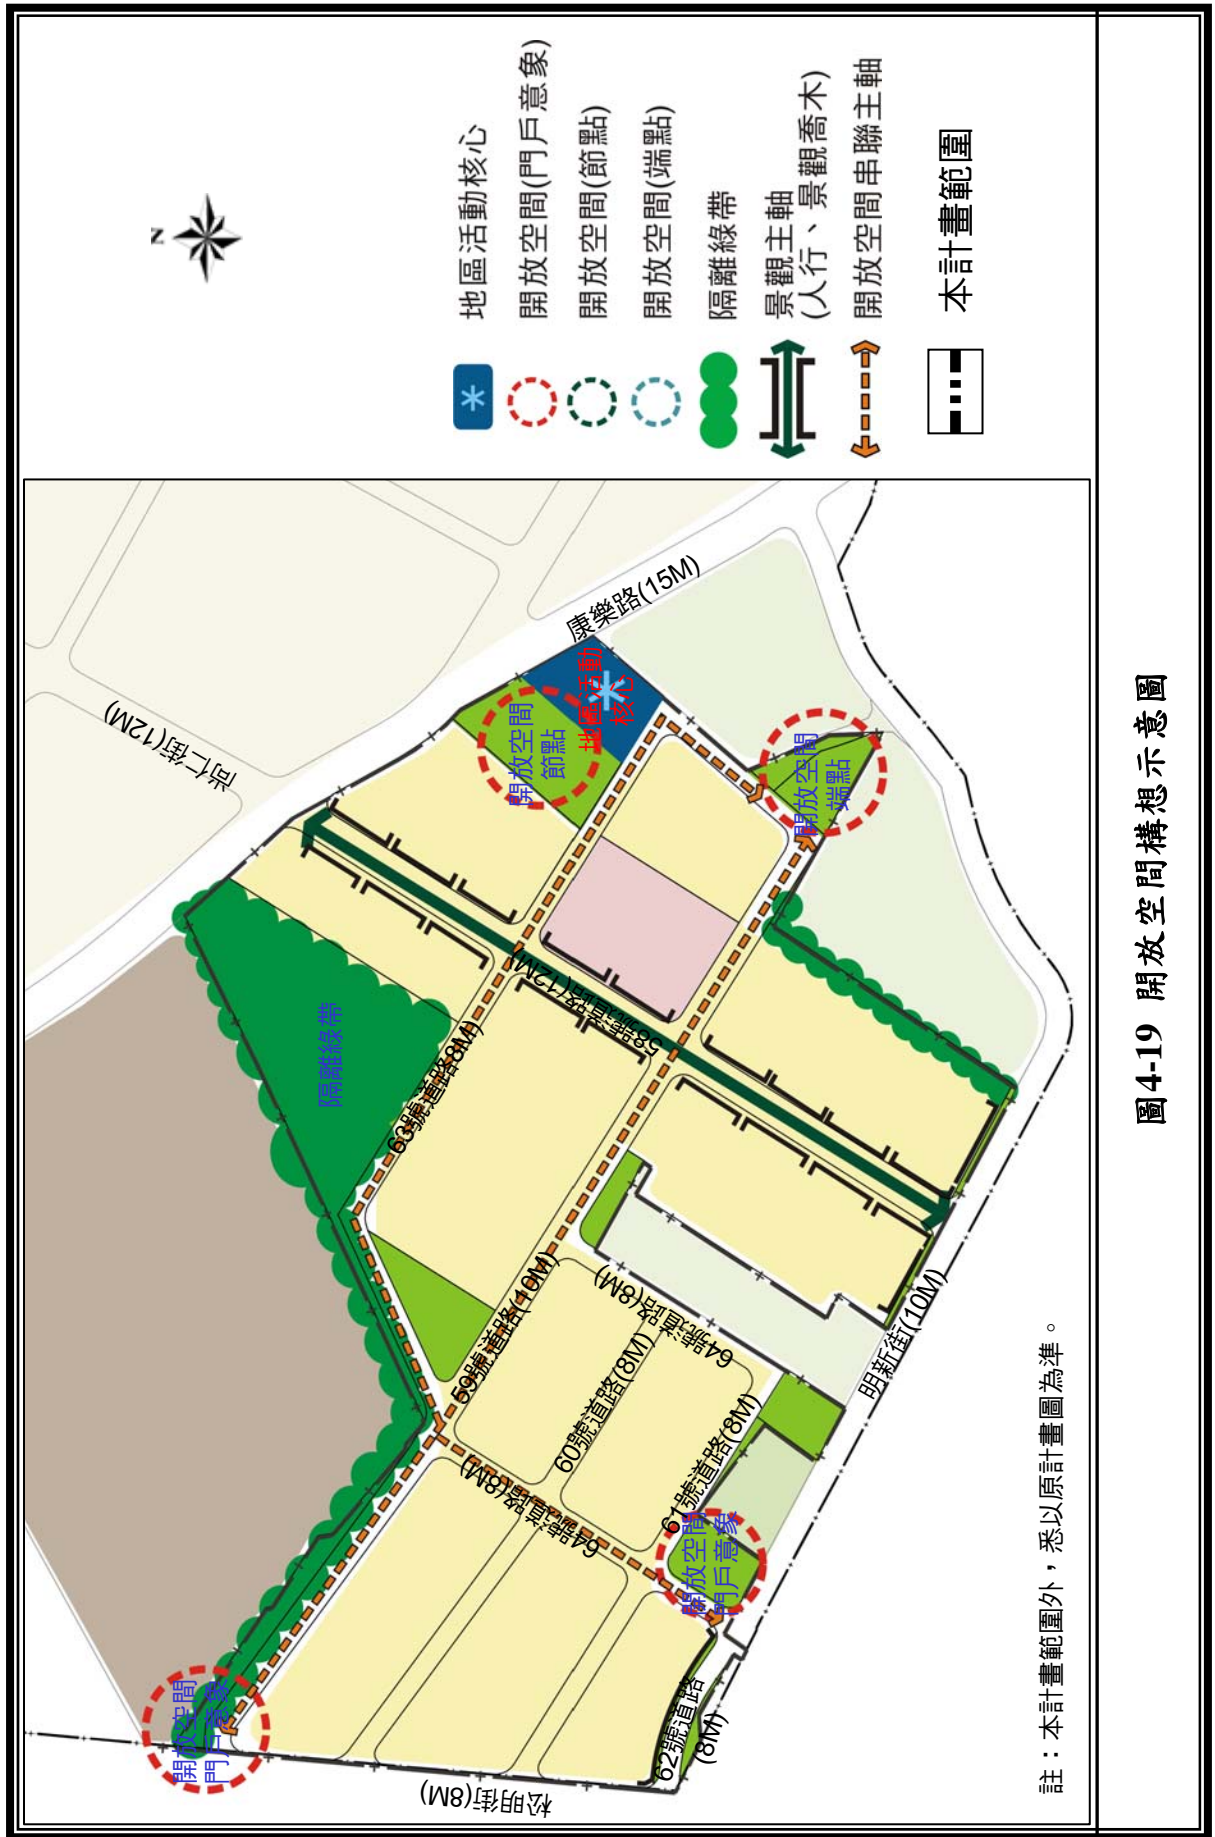 N
地區活動核心
開放空間(門戶意象)
開放空間(節點)
開放空間(端點)
隔離綠帶
景觀主軸
(人行、景觀喬木)
開放空間串聯主軸
本計畫範圍
尚仁街(12M)
康樂路(15M)
地區活動
核心
開放空間
節點
開放空間
端點
隔離綠帶
58號道路(12M)
63號道路8M)
59號道路(10M)
64號道路(8M)
60號道路(8M)
61號道路(8M)
64號道路(8M)
明新街(10M)
開放空間
門戶意象
開放空間
門戶意象
62號道路
(8M)
松明街(8M)
註：本計畫範圍外，悉以原計畫圖為準。
圖4-19 開放空間構想示意圖